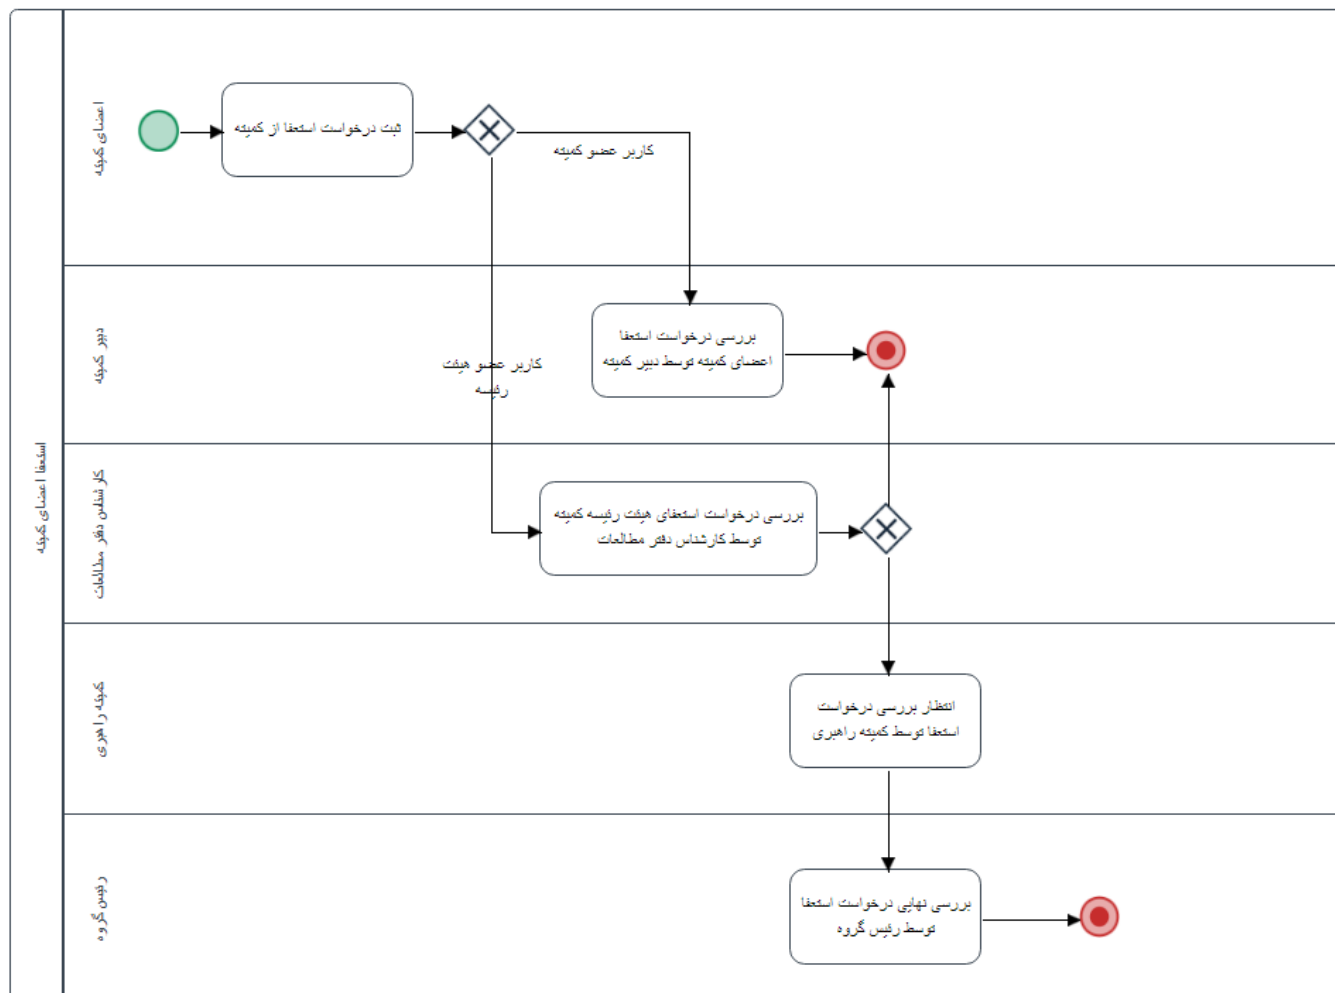 استعفا اعضای کمیته
اعضای کمیته
ثبت درخواست استعفا از کمیته
کاربر عضو کمیته
دبیر کمیته
بررسی درخواست استعفا
اعضای کمیته توسط دبیر کمیته
کاربر عضو هیئت
رئیسه
کارشناس دفتر مطالعات
بررسی درخواست استعفای هیئت رئیسه کمیته
توسط کارشناس دفتر مطالعات
کمیته راهبری
انتظار بررسی درخواست
استعفا توسط کمیته راهبری
رئیس گروه
بررسی نهایی درخواست استعفا
توسط رئیس گروه